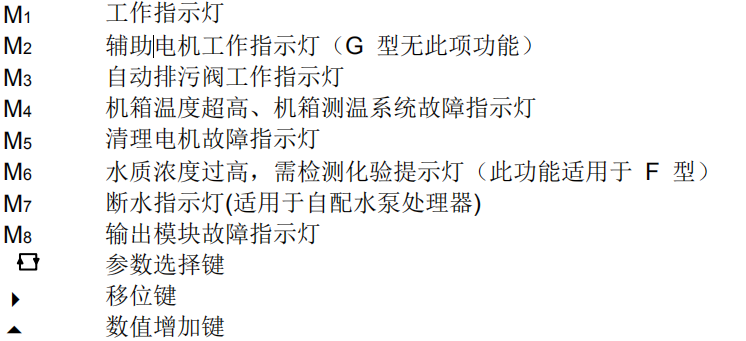 M1 工作指示灯
M2 辅助电机工作指示灯（G 型无此项功能）
M3 自动排污阀工作指示灯
M4 机箱温度超高、机箱测温系统故障指示灯
M5 清理电机故障指示灯
M6 水质浓度过高，需检测化验提示灯（此功能适用于 F 型）
M7 断水指示灯(适用于自配水泵处理器)
M8 输出模块故障指示灯
参数选择键
移位键
数值增加键